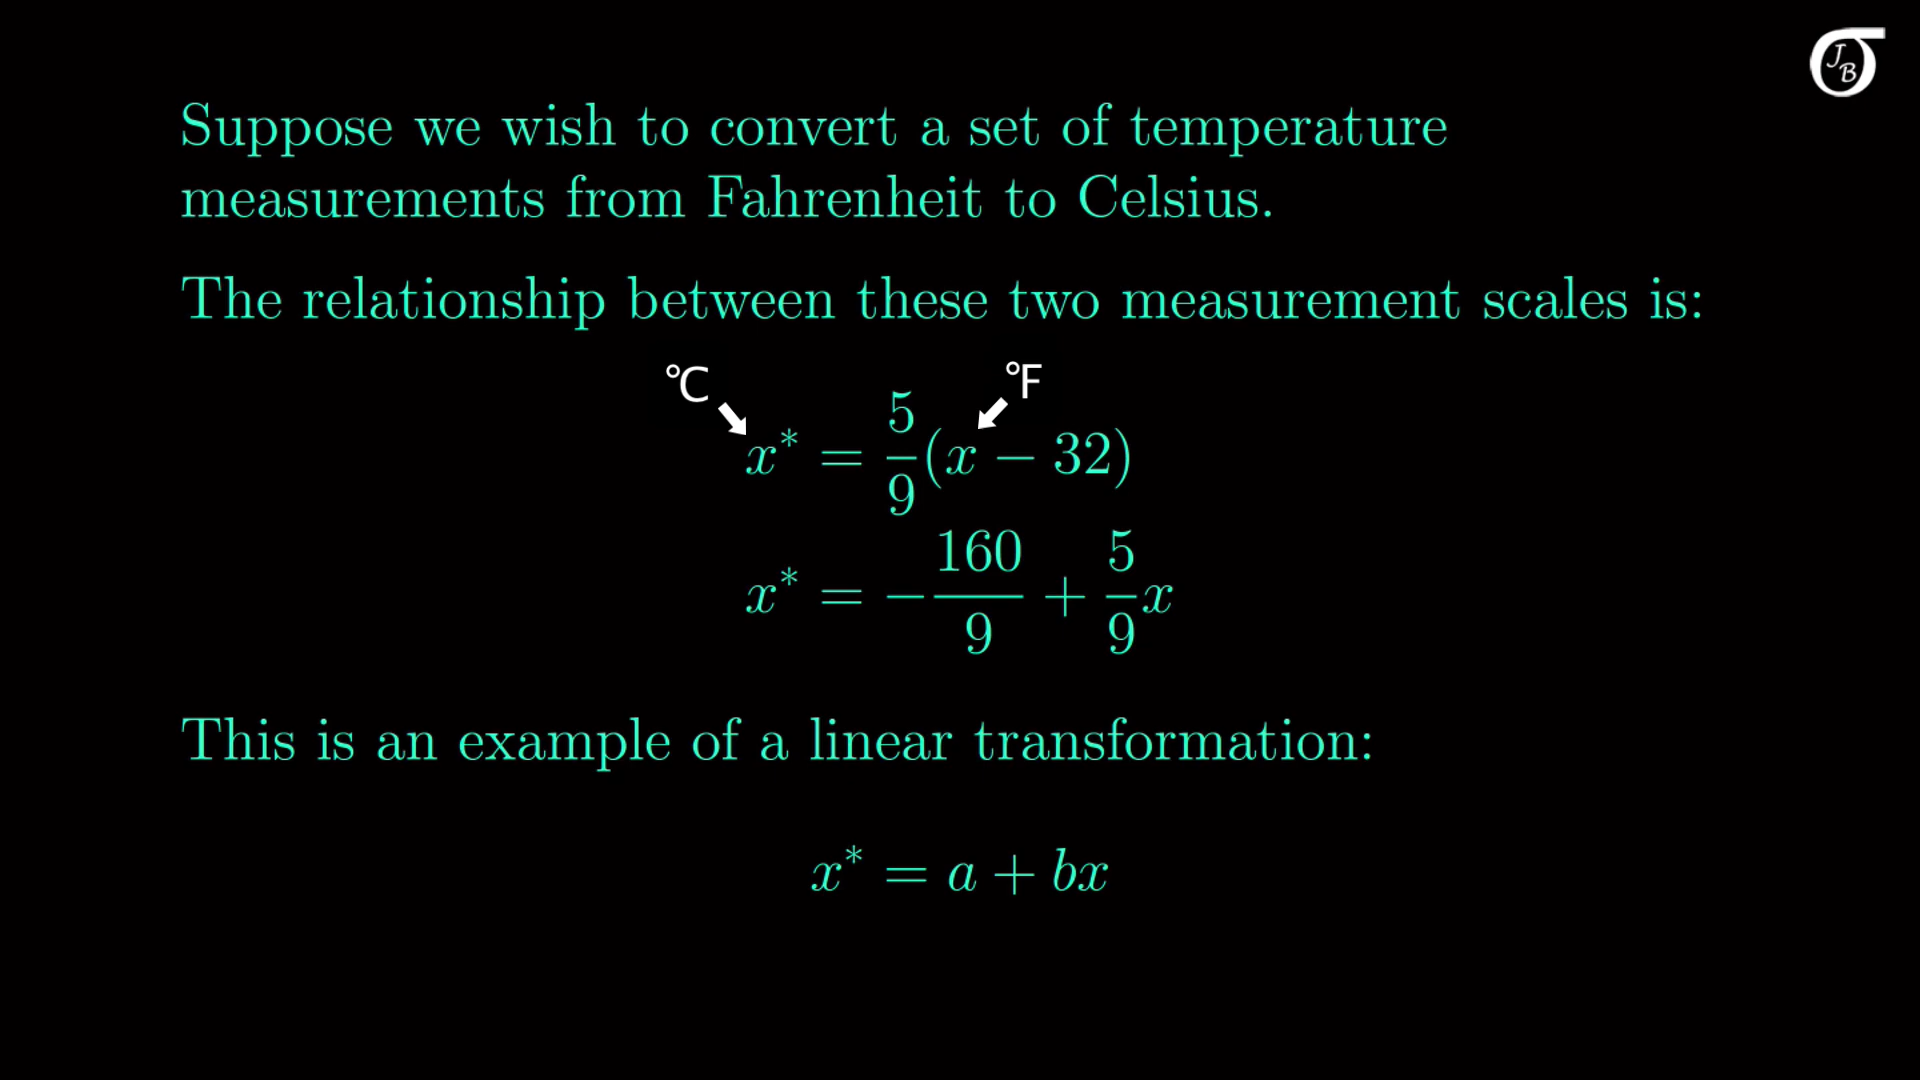 JB
Suppose we wish to convert a set of temperature
measurements from Fahrenheit to Celsius.
The relationship between these two measurement scales is:
°C °F
x* = 5/9(x − 32)
x* = −160/9 + 5/9x
This is an example of a linear transformation:
x* = a + bx